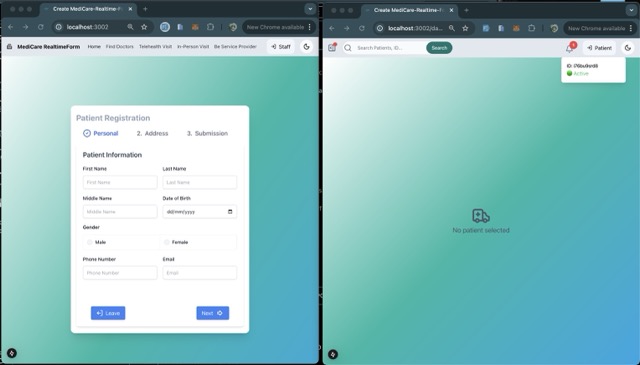 Create MediCare-Realtime-F
localhost:3002
New Chrome available
MediCare RealtimeForm
Home
Find Doctors
Telehealth Visit
In-Person Visit
Be Service Provider
Staff
Patient Registration
Personal
2. Address
3. Submission
Patient Information
First Name
Last Name
First Name
Last Name
Middle Name
Date of Birth
Middle Name
dd/mm/yyyy
Gender
Male
Female
Phone Number
Email
Phone Number
Email
Leave
Next
Create MediCare-Realtime-Fo
localhost:3002/da...
New Chrome available
Search Patients, ID...
Search
Patient
Active
No patient selected